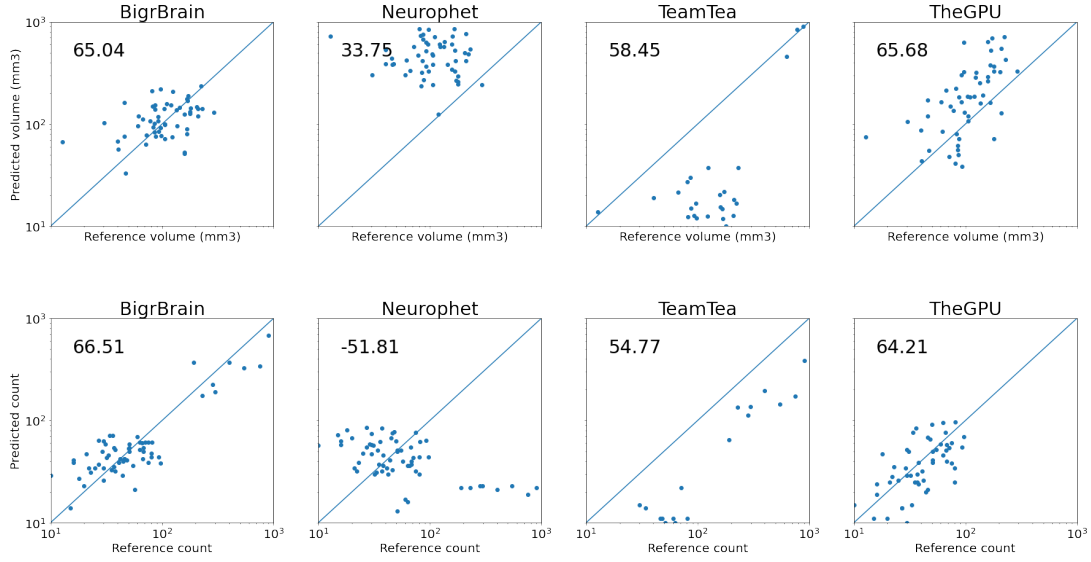 BigrBrain Neurophet TeamTea TheGPU
10³
65.04 33.75 58.45 65.68
Predicted volume (mm3)
10²
10¹
Reference volume (mm3) Reference volume (mm3) Reference volume (mm3) Reference volume (mm3)
BigrBrain Neurophet TeamTea TheGPU
10³
66.51 -51.81 54.77 64.21
Predicted count
10²
10¹
10¹ 10² 10³ 10¹ 10² 10³ 10¹ 10² 10³ 10¹ 10² 10³
Reference count Reference count Reference count Reference count